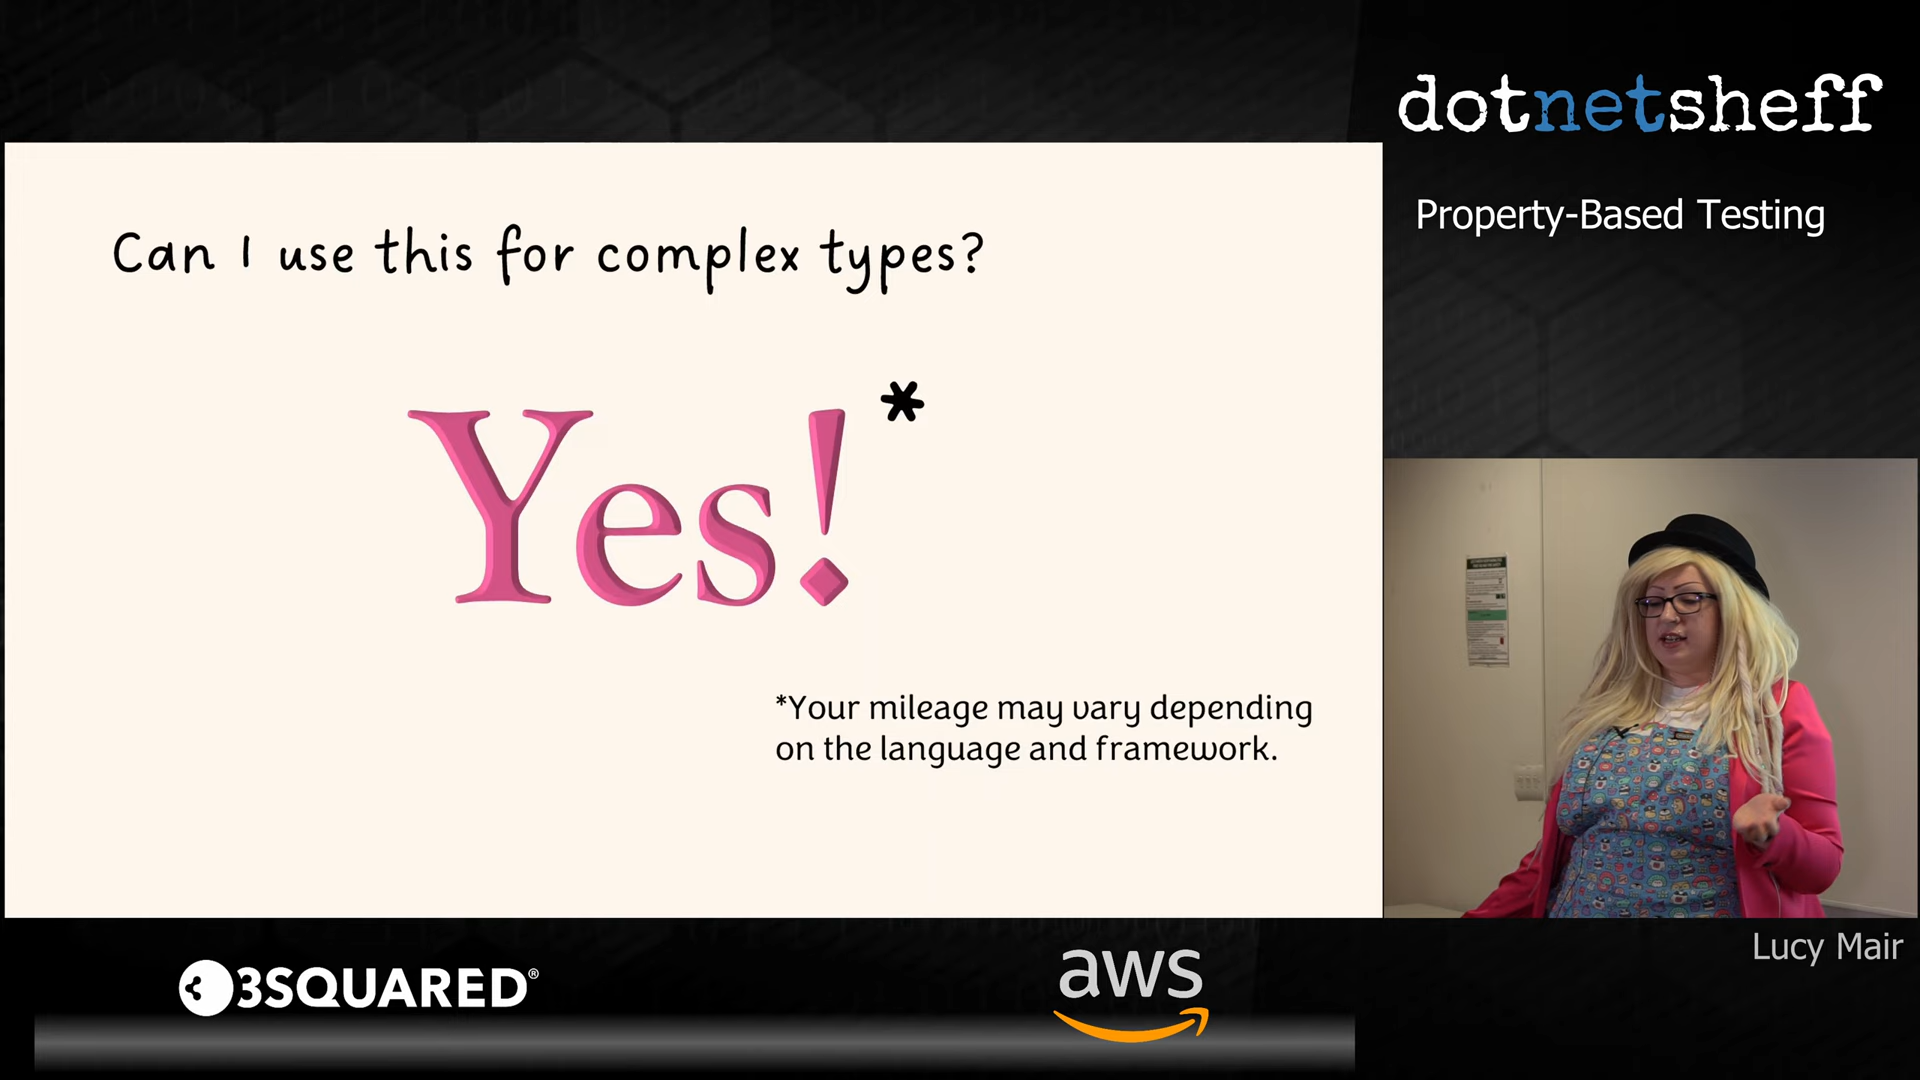 dotnetsheff
Property-Based Testing
Can I use this for complex types?
Yes!*
*Your mileage may vary depending
on the language and framework.
Lucy Mair
3SQUARED®
aws